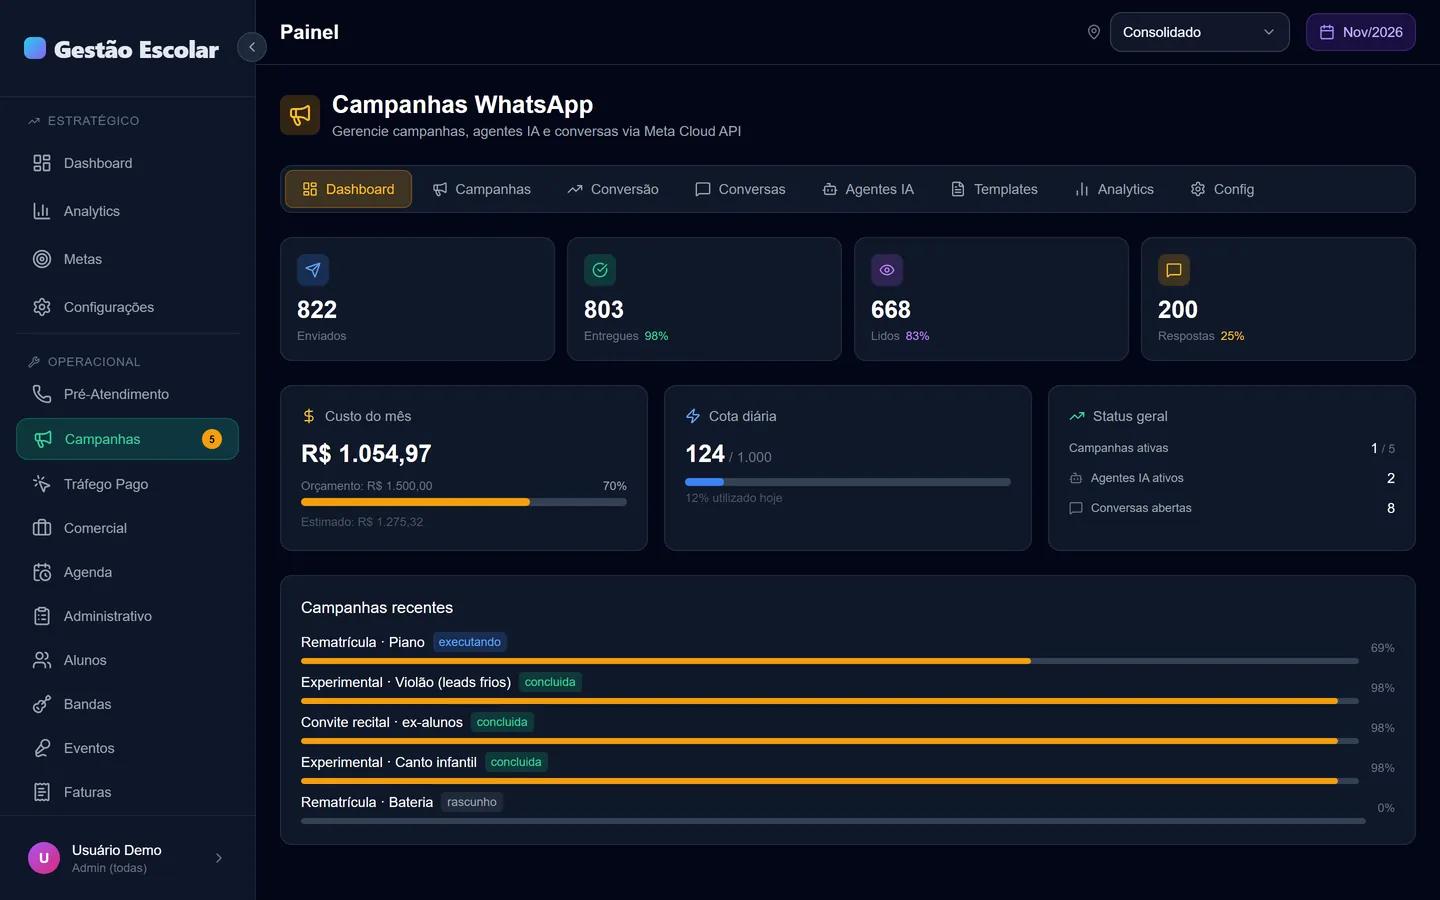 Gestão Escolar
ESTRATÉGICO
Dashboard
Analytics
Metas
Configurações
OPERACIONAL
Pré-Atendimento
Campanhas 5
Tráfego Pago
Comercial
Agenda
Administrativo
Alunos
Bandas
Eventos
Faturas
U
Usuário Demo
Admin (todas)
Painel
Consolidado
Nov/2026
Campanhas WhatsApp
Gerencie campanhas, agentes IA e conversas via Meta Cloud API
Dashboard Campanhas Conversão Conversas Agentes IA Templates Analytics Config
822
Enviados
803
Entregues 98%
668
Lidos 83%
200
Respostas 25%
Custo do mês
R$ 1.054,97
Orçamento: R$ 1.500,00 70%
Estimado: R$ 1.275,32
Cota diária
124 / 1.000
12% utilizado hoje
Status geral
Campanhas ativas 1 / 5
Agentes IA ativos 2
Conversas abertas 8
Campanhas recentes
Rematrícula · Piano executando
69%
Experimental · Violão (leads frios) concluida
98%
Convite recital · ex-alunos concluida
98%
Experimental · Canto infantil concluida
98%
Rematrícula · Bateria rascunho
0%